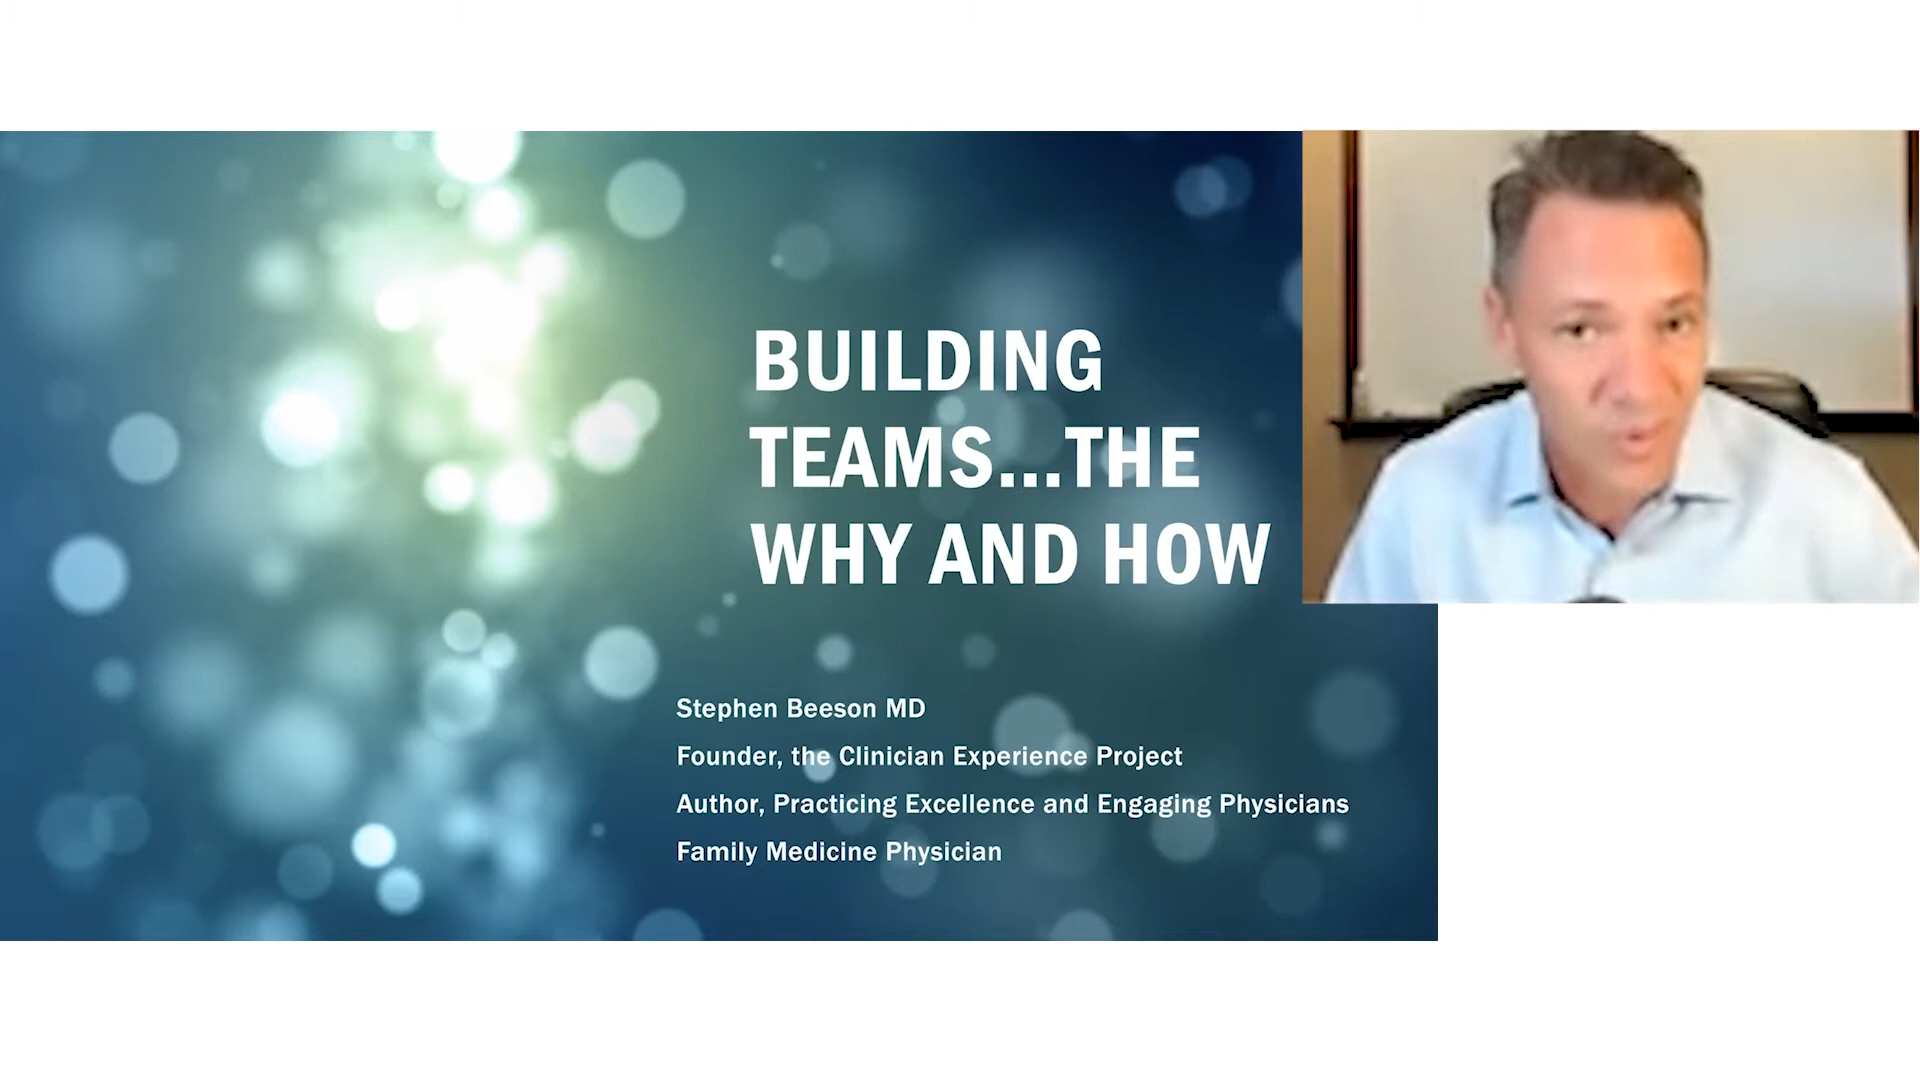 BUILDING
TEAMS...THE
WHY AND HOW
Stephen Beeson MD
Founder, the Clinician Experience Project
Author, Practicing Excellence and Engaging Physicians
Family Medicine Physician